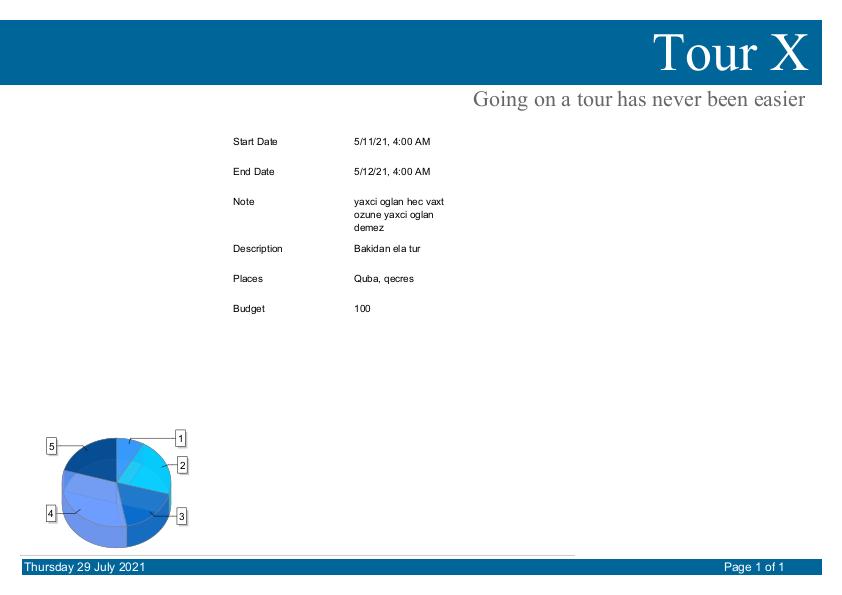 Tour X
Going on a tour has never been easier
Start Date 5/11/21, 4:00 AM
End Date 5/12/21, 4:00 AM
Note yaxci oglan hec vaxt
ozune yaxci oglan
demez
Description Bakidan ela tur
Places Quba, qecres
Budget 100
1
5
2
4
3
Thursday 29 July 2021 Page 1 of 1